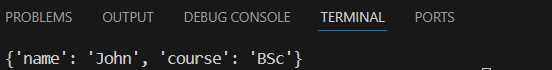 PROBLEMS OUTPUT DEBUG CONSOLE TERMINAL PORTS
{'name': 'John', 'course': 'BSc'}